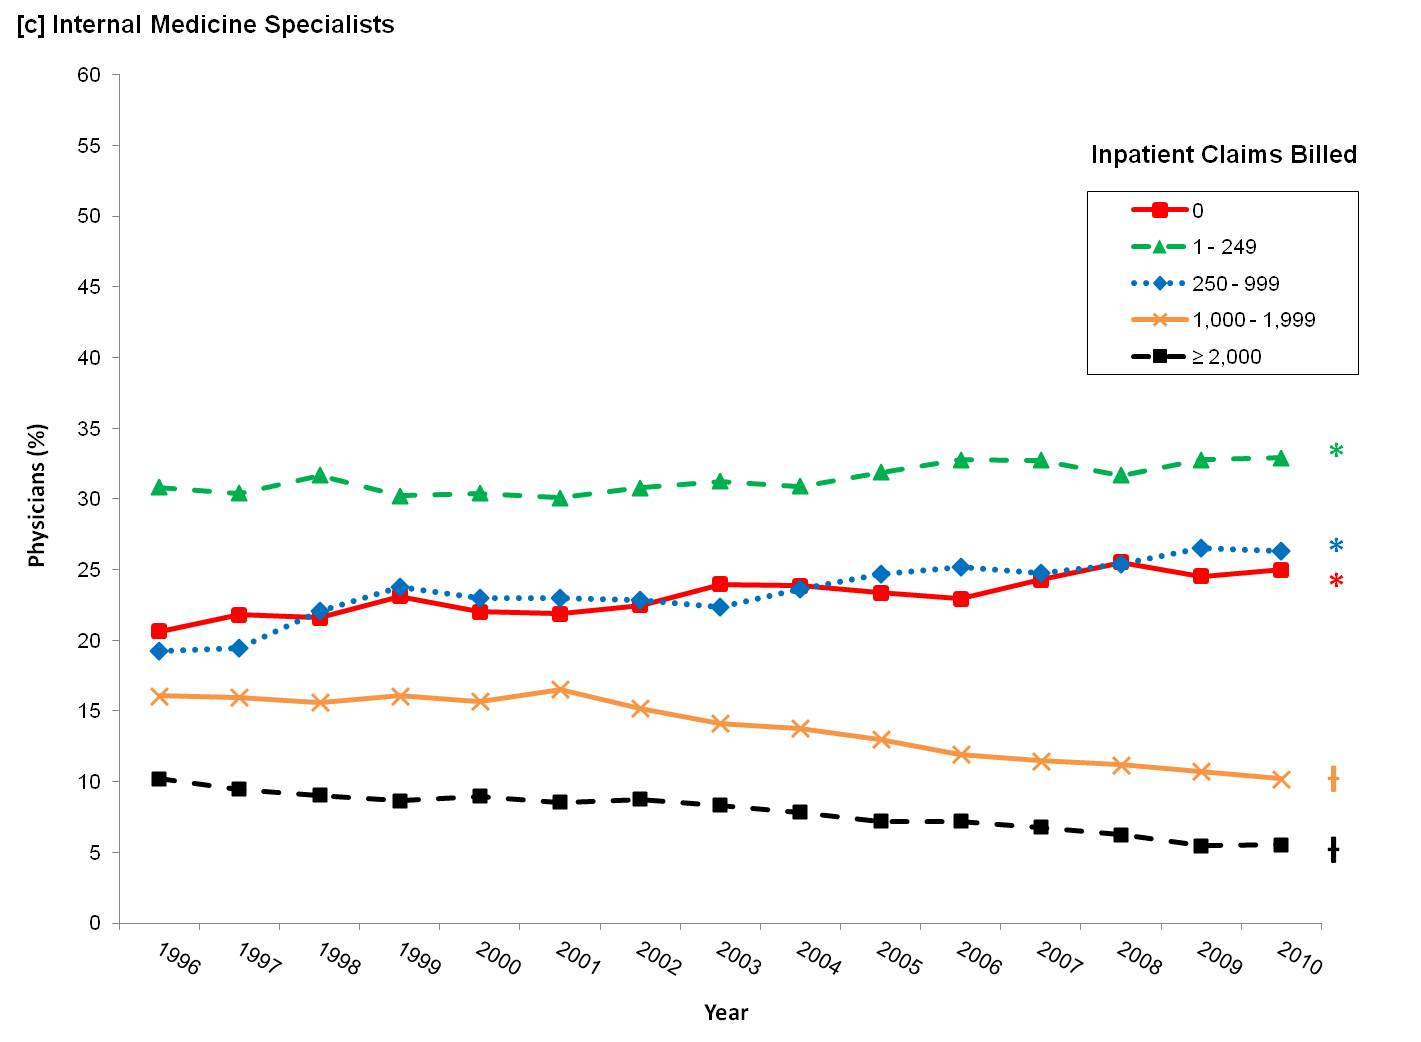 [c] Internal Medicine Specialists
60
55
50
45
40
35
30
25
20
15
10
5
0
Physicians (%)
Inpatient Claims Billed
0
1 - 249
250 - 999
1,000 - 1,999
≥ 2,000
*
*
*
ƚ
ƚ
1996 1997 1998 1999 2000 2001 2002 2003 2004 2005 2006 2007 2008 2009 2010
Year